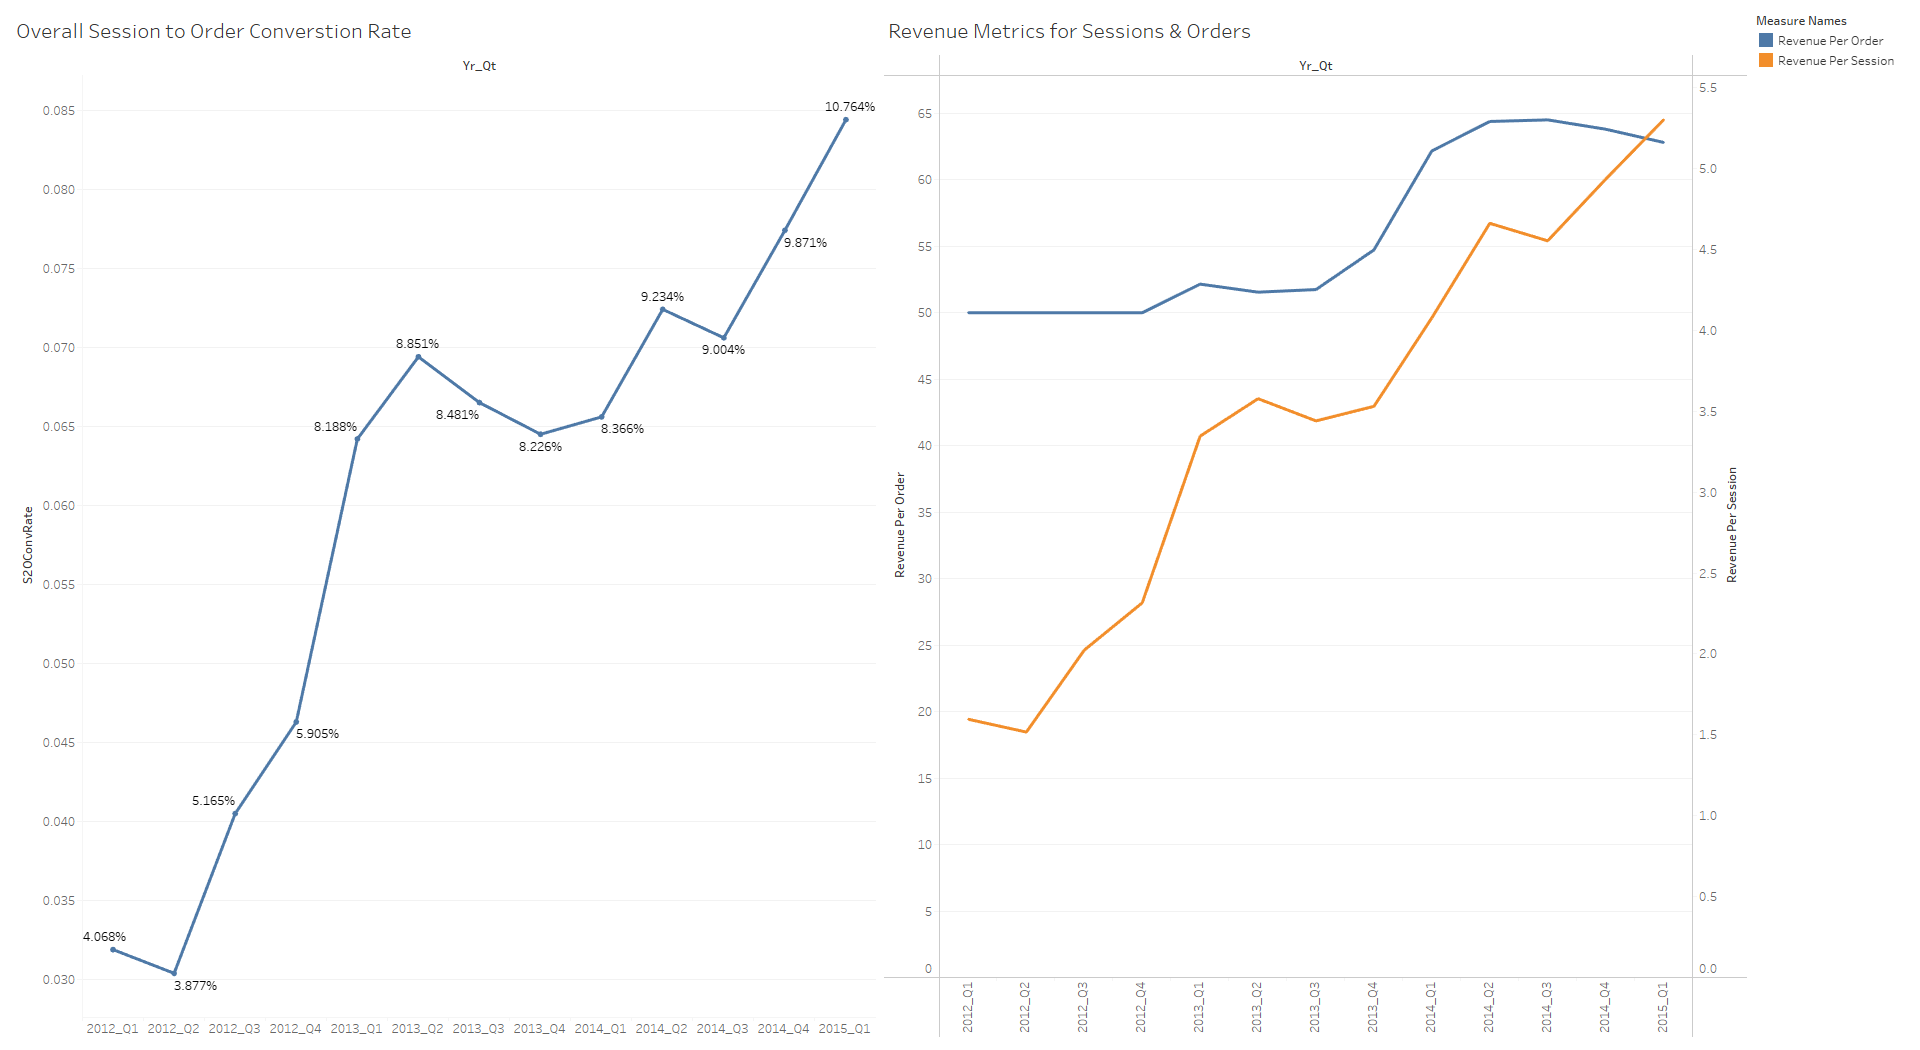 Overall Session to Order Converstion Rate
Yr_Qt
S2OConvRate
0.085
0.080
0.075
0.070
0.065
0.060
0.055
0.050
0.045
0.040
0.035
0.030
4.068%
3.877%
5.165%
5.905%
8.188%
8.851%
8.481%
8.226%
8.366%
9.234%
9.004%
9.871%
10.764%
2012_Q1 2012_Q2 2012_Q3 2012_Q4 2013_Q1 2013_Q2 2013_Q3 2013_Q4 2014_Q1 2014_Q2 2014_Q3 2014_Q4 2015_Q1
Revenue Metrics for Sessions & Orders
Yr_Qt
Revenue Per Order
65
60
55
50
45
40
35
30
25
20
15
10
5
0
5.5
5.0
4.5
4.0
3.5
3.0
2.5
2.0
1.5
1.0
0.5
0.0
Revenue Per Session
2012_Q1
2012_Q2
2012_Q3
2012_Q4
2013_Q1
2013_Q2
2013_Q3
2013_Q4
2014_Q1
2014_Q2
2014_Q3
2014_Q4
2015_Q1
Measure Names
Revenue Per Order
Revenue Per Session